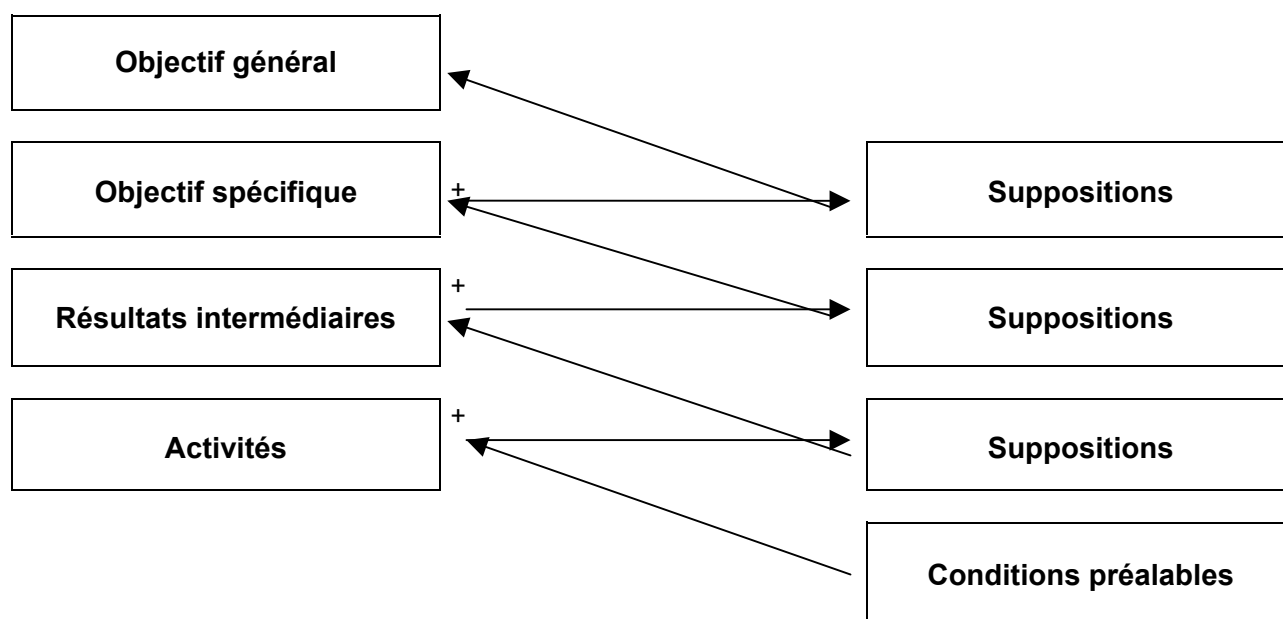 Objectif général
Objectif spécifique
+
Suppositions
Résultats intermédiaires
+
Suppositions
Activités
+
Suppositions
Conditions préalables